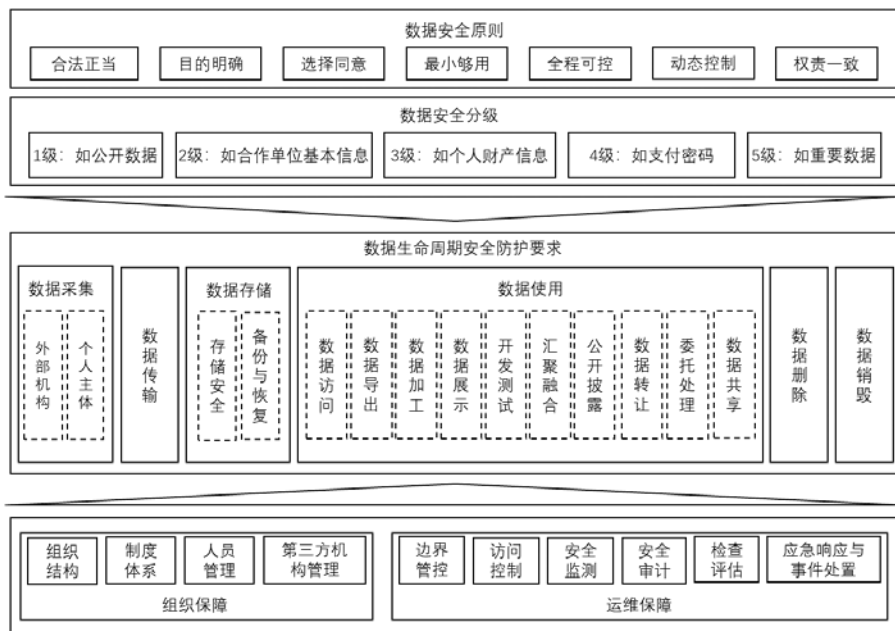 数据安全原则
合法正当
目的明确
选择同意
最小够用
全程可控
动态控制
权责一致
数据安全分级
1级：如公开数据
2级：如合作单位基本信息
3级：如个人财产信息
4级：如支付密码
5级：如重要数据
数据生命周期安全防护要求
数据采集
外部机构
个人主体
数据传输
数据存储
存储安全
备份与恢复
数据使用
数据访问
数据导出
数据加工
数据展示
开发测试
汇聚融合
公开披露
数据转让
委托处理
数据共享
数据删除
数据销毁
组织
结构
制度
体系
人员
管理
第三方机
构管理
组织保障
边界
管控
访问
控制
安全
监测
安全
审计
检查
评估
应急响应与
事件处置
运维保障